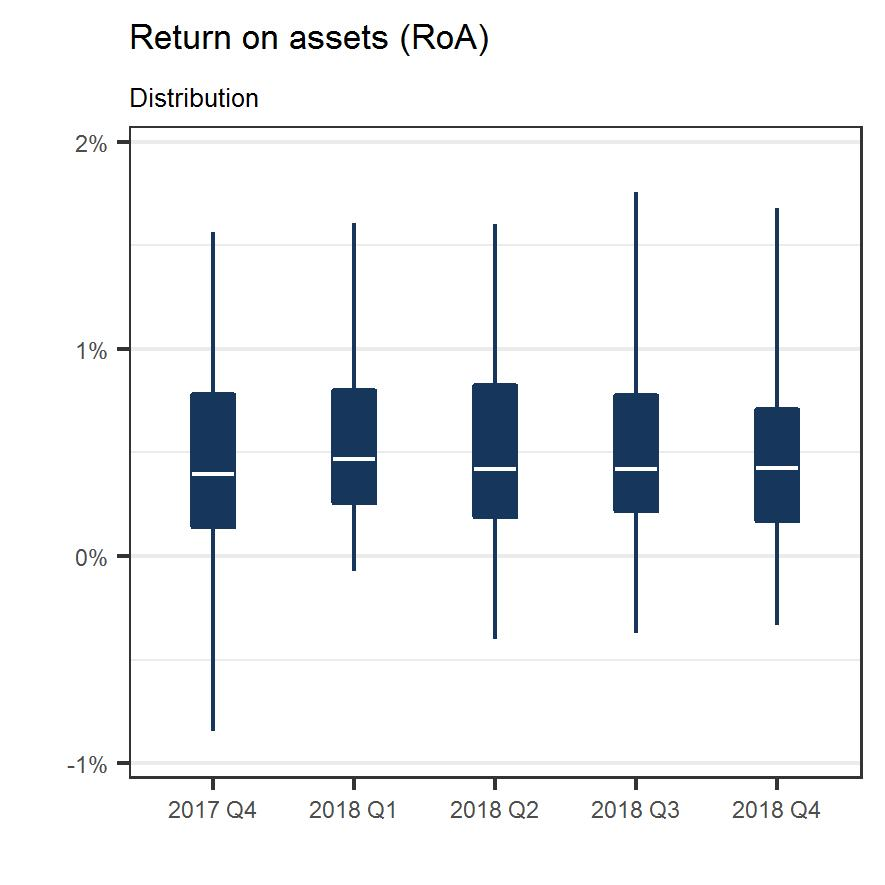 Return on assets (RoA)
Distribution
2%
1%
0%
-1%
2017 Q4 2018 Q1 2018 Q2 2018 Q3 2018 Q4